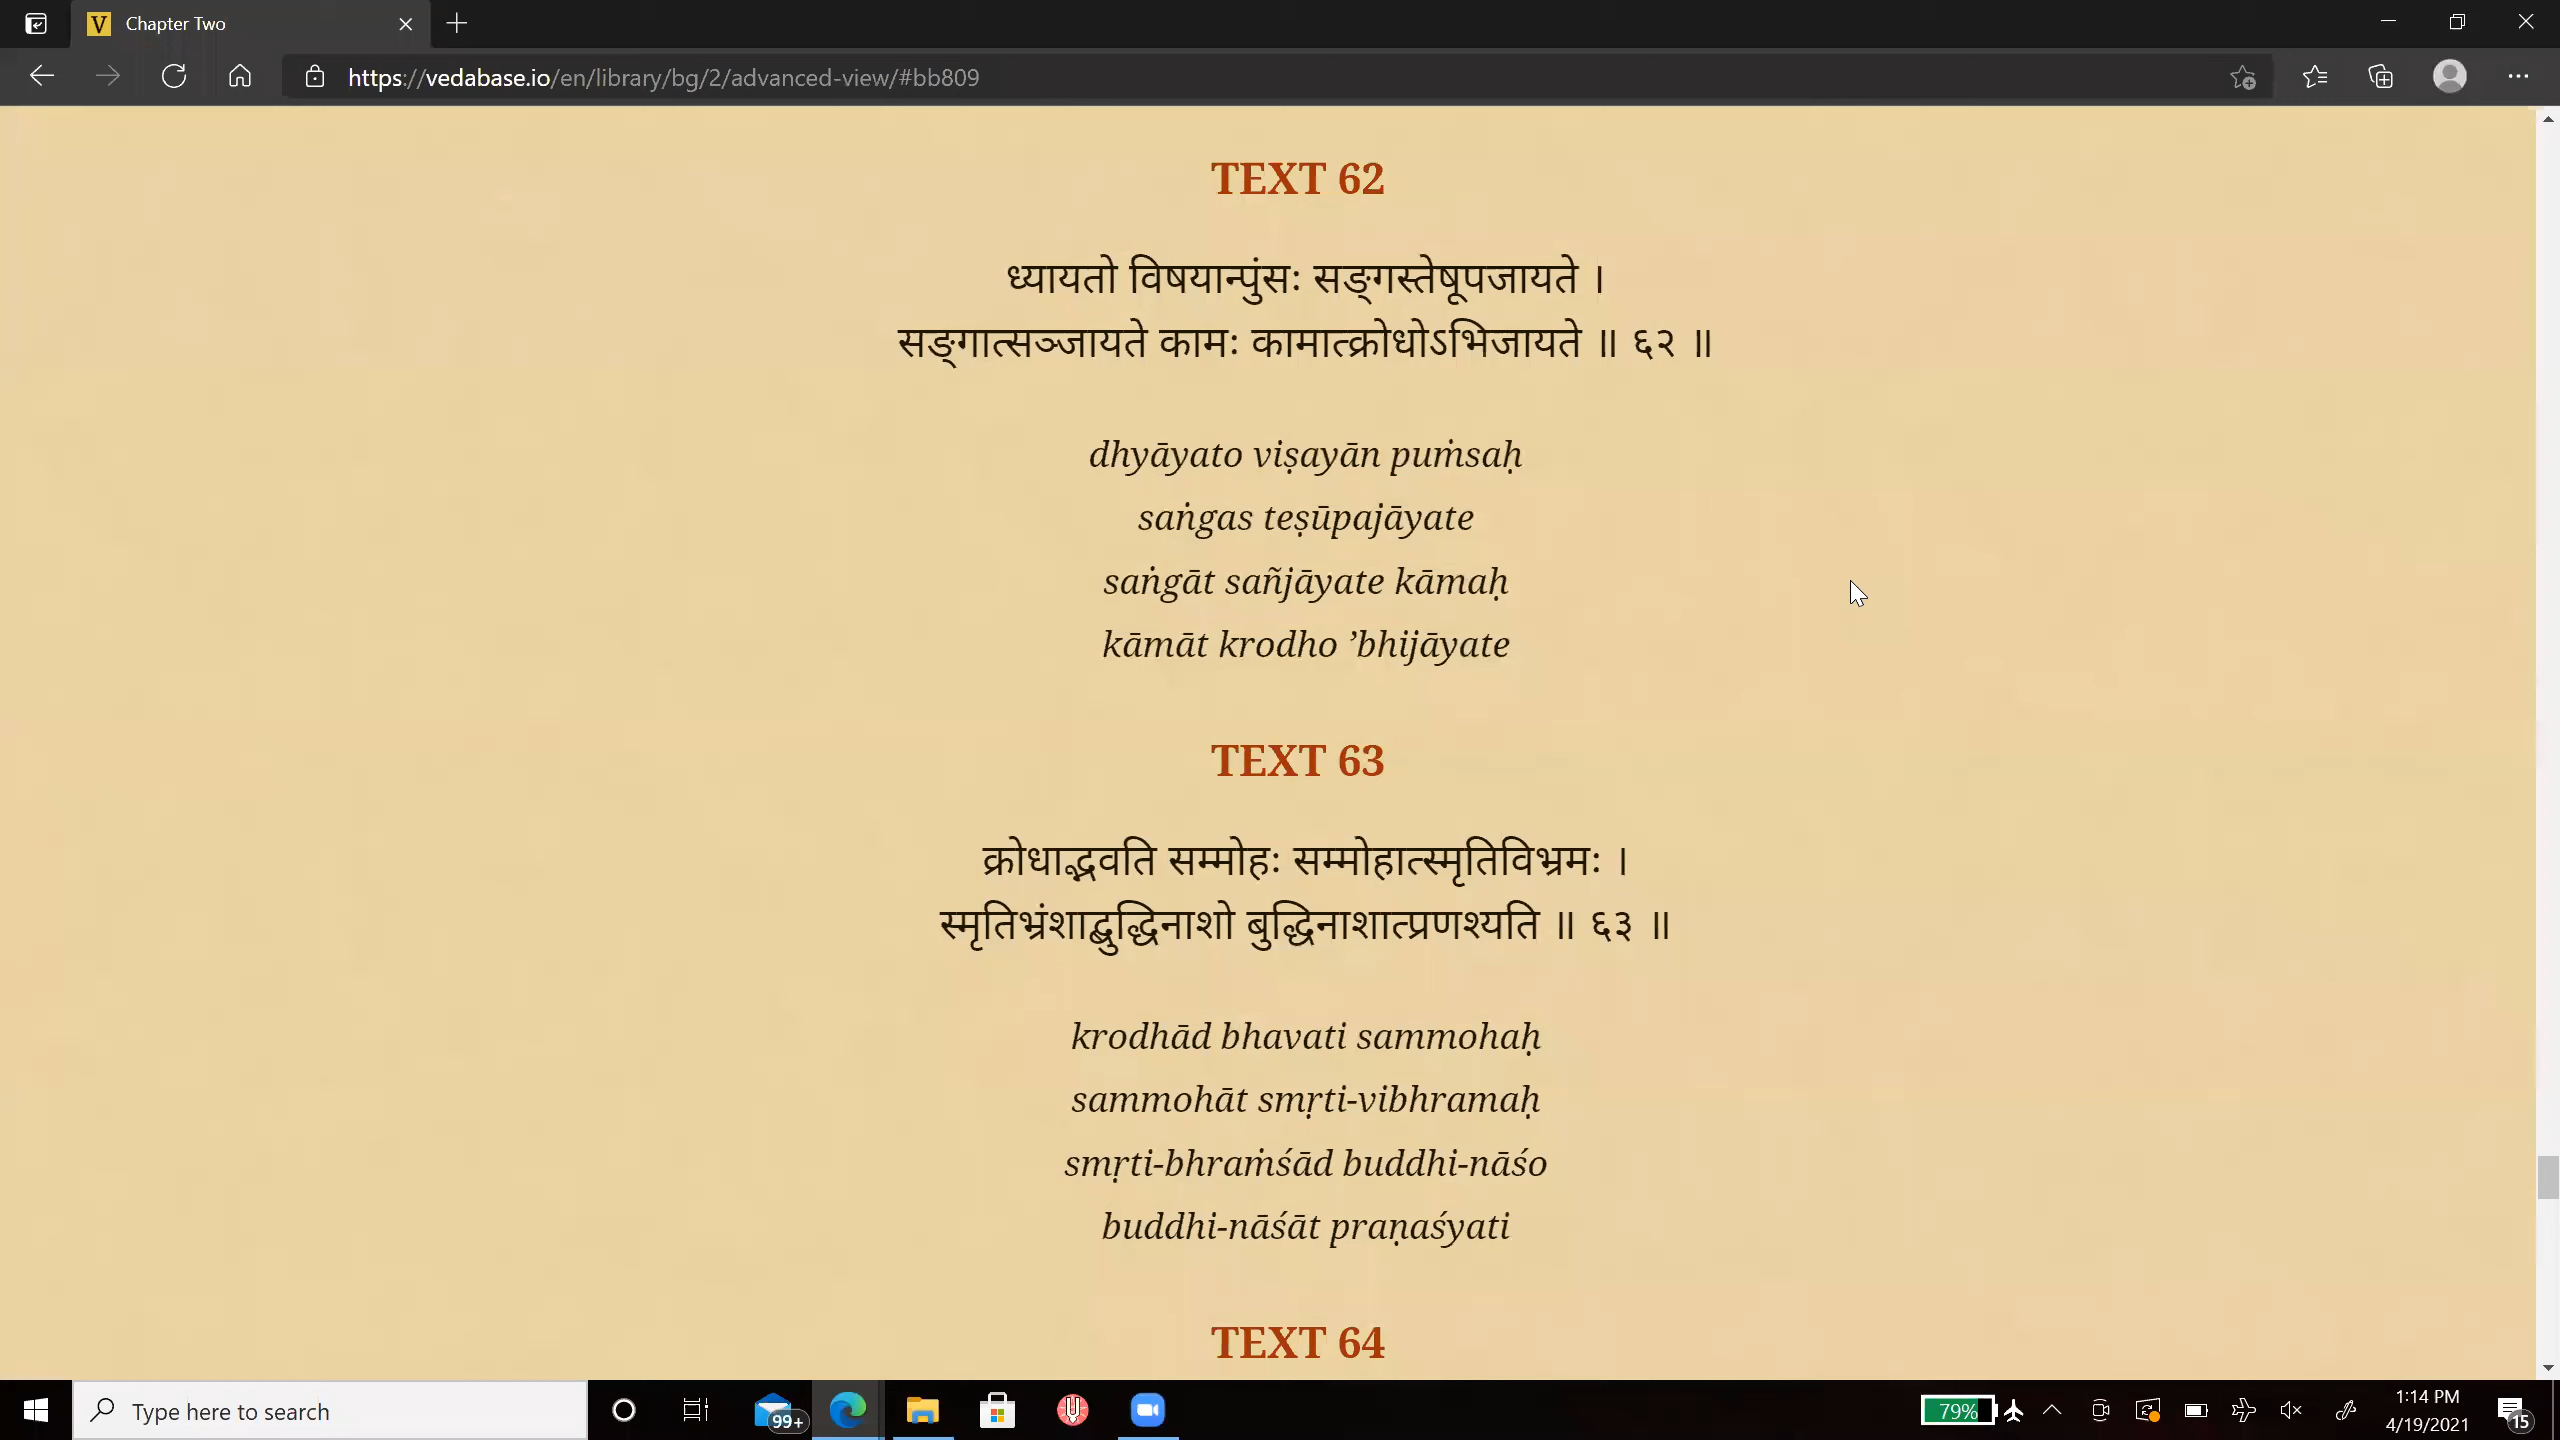 Chapter Two
https://vedabase.io/en/library/bg/2/advanced-view/#bb809
TEXT 62
ध्यायतो विषयान्पुंसः सङ्गस्तेषूपजायते ।
सङ्गात्सञ्जायते कामः कामात्क्रोधोऽभिजायते ॥ ६२ ॥
dhyāyato viṣayān puṁsaḥ
saṅgas teṣūpajāyate
saṅgāt sañjāyate kāmaḥ
kāmāt krodho ’bhijāyate
TEXT 63
क्रोधाद्भवति सम्मोहः सम्मोहात्स्मृतिविभ्रमः ।
स्मृतिभ्रंशाद्बुद्धिनाशो बुद्धिनाशात्प्रणश्यति ॥ ६३ ॥
krodhād bhavati sammohaḥ
sammohāt smṛti-vibhramaḥ
smṛti-bhraṁśād buddhi-nāśo
buddhi-nāśāt praṇaśyati
TEXT 64
Type here to search
99+
79%
1:14 PM
4/19/2021
15